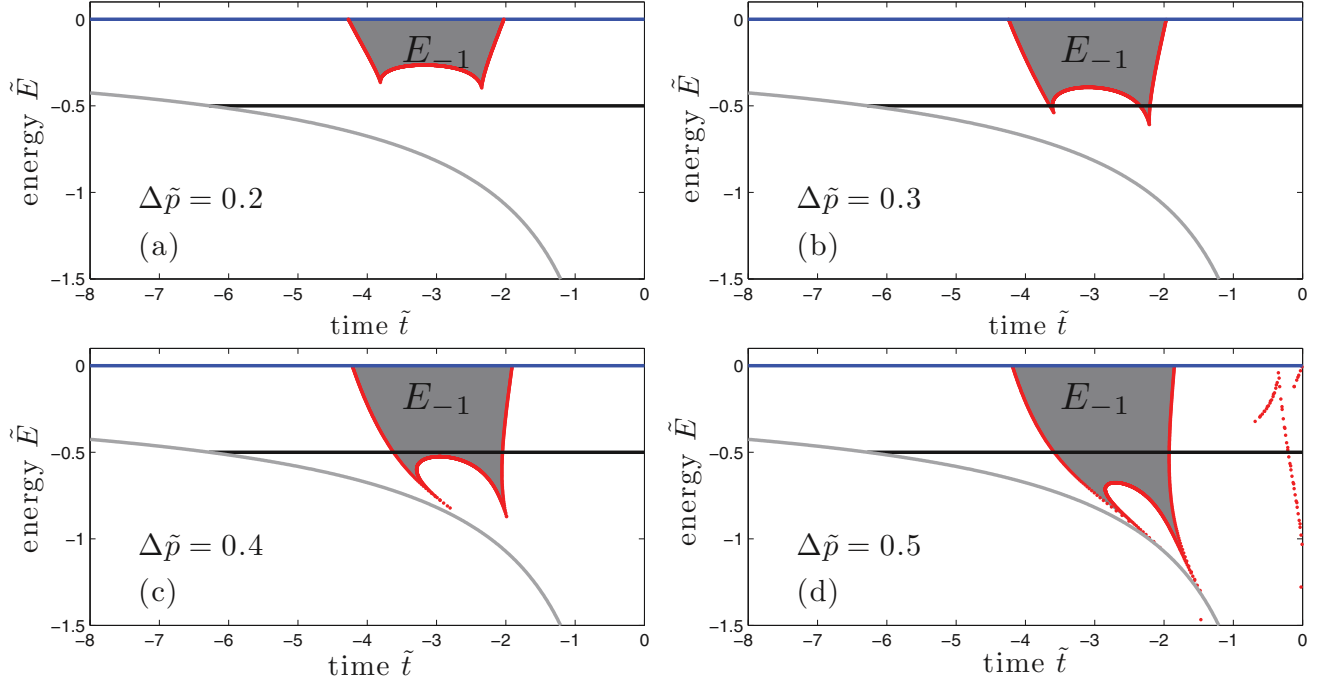 energy Ẽ
0
−0.5
−1
−1.5
E₋₁
Δp̃ = 0.2
(a)
−8 −7 −6 −5 −4 −3 −2 −1 0
time t̃
energy Ẽ
0
−0.5
−1
−1.5
E₋₁
Δp̃ = 0.3
(b)
−8 −7 −6 −5 −4 −3 −2 −1 0
time t̃
energy Ẽ
0
−0.5
−1
−1.5
E₋₁
Δp̃ = 0.4
(c)
−8 −7 −6 −5 −4 −3 −2 −1 0
time t̃
energy Ẽ
0
−0.5
−1
−1.5
E₋₁
Δp̃ = 0.5
(d)
−8 −7 −6 −5 −4 −3 −2 −1 0
time t̃